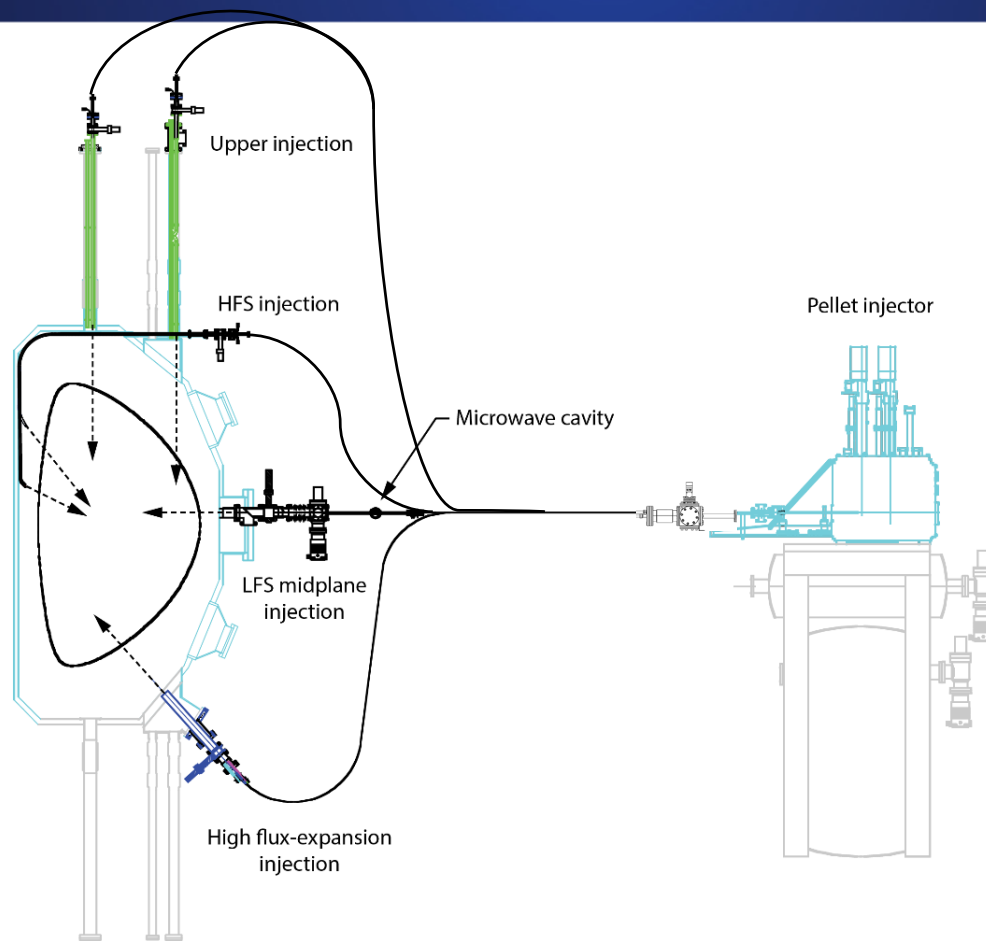 Upper injection
HFS injection
Pellet injector
Microwave cavity
LFS midplane
injection
High flux-expansion
injection